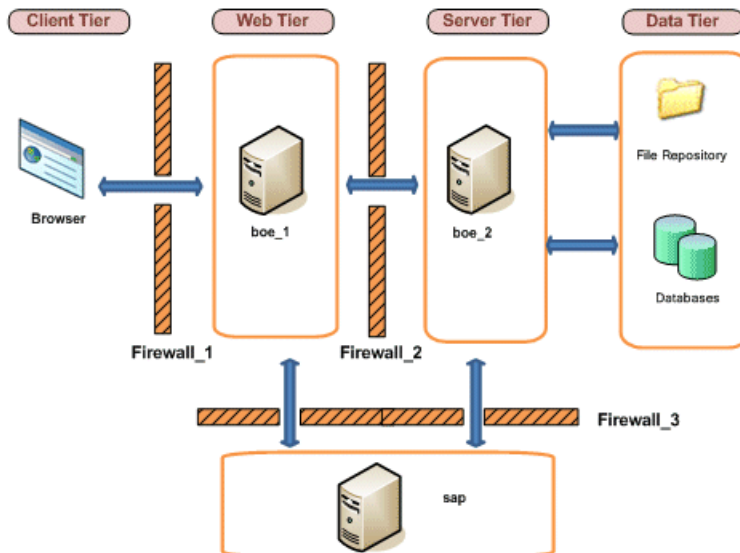 Client Tier
Web Tier
Server Tier
Data Tier
Browser
boe_1
boe_2
File Repository
Databases
Firewall_1
Firewall_2
Firewall_3
sap